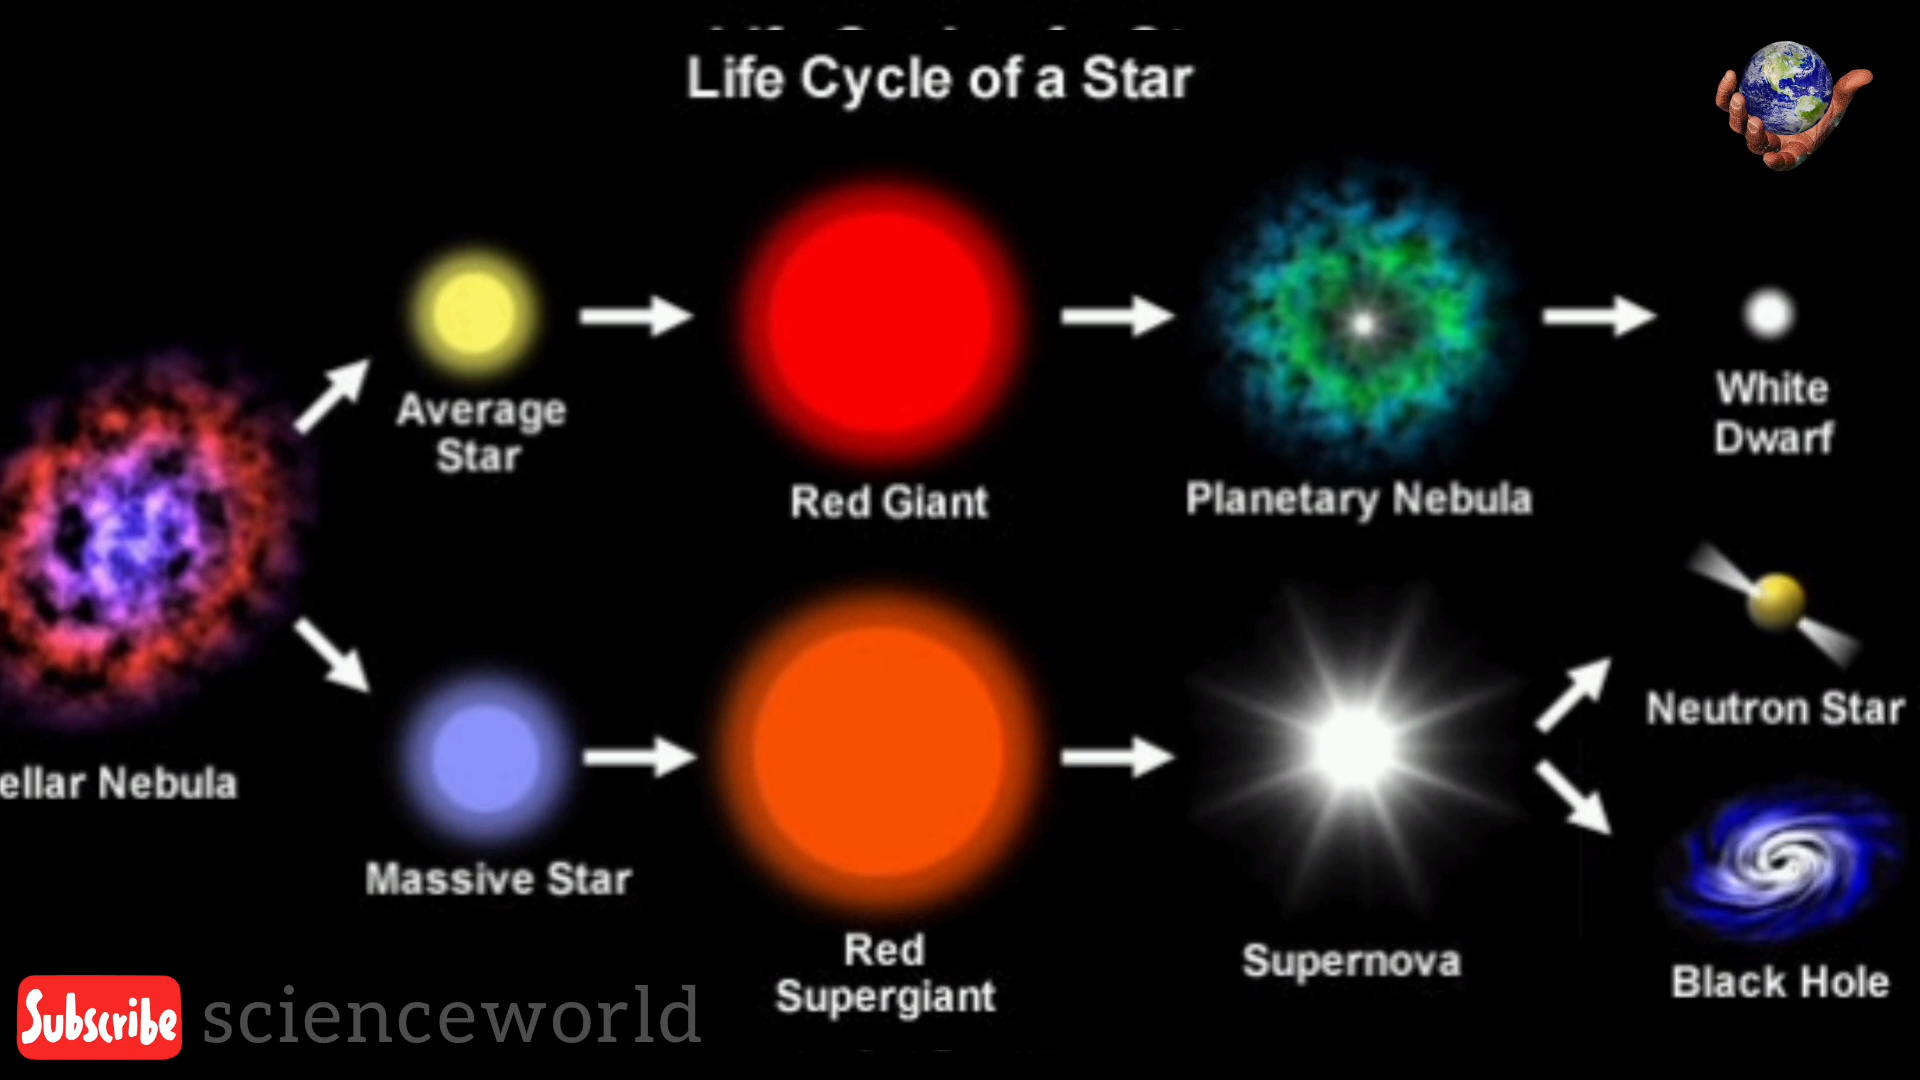 Life Cycle of a Star
Average
Star
Red Giant
Planetary Nebula
White
Dwarf
ellar Nebula
Massive Star
Red
Supergiant
Supernova
Neutron Star
Black Hole
Subscribe
scienceworld